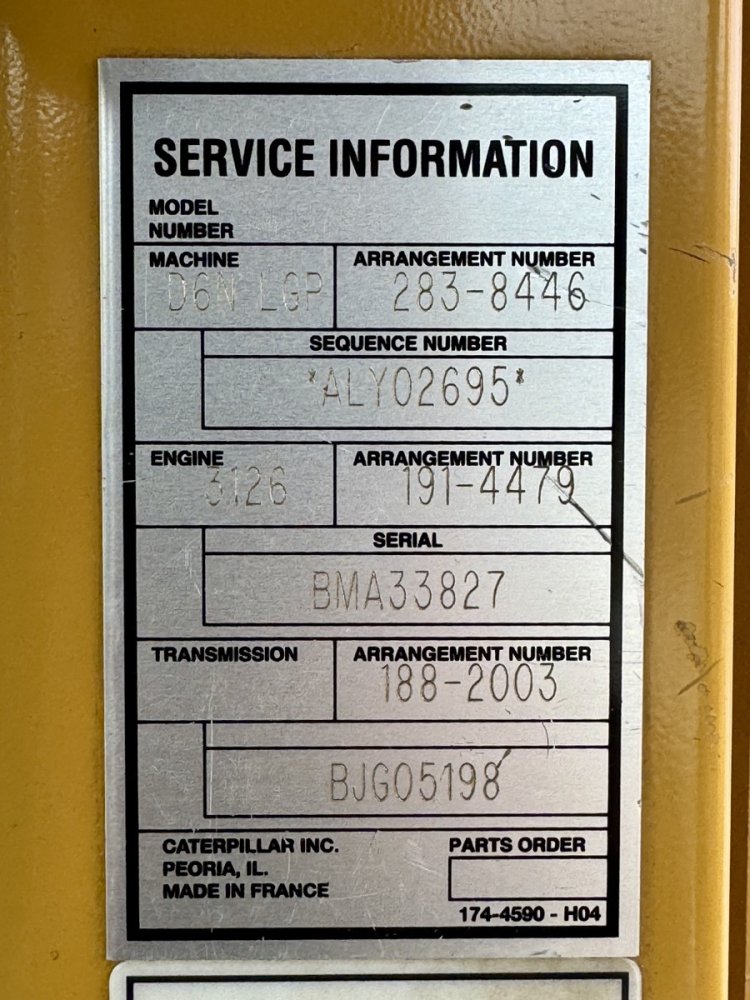 SERVICE INFORMATION
MODEL
NUMBER
MACHINE ARRANGEMENT NUMBER
D6N LGP 283-8446
SEQUENCE NUMBER
*ALY02695*
ENGINE ARRANGEMENT NUMBER
3126 191-4479
SERIAL
BMA33827
TRANSMISSION ARRANGEMENT NUMBER
188-2003
BJG05198
CATERPILLAR INC. PARTS ORDER
PEORIA, IL.
MADE IN FRANCE
174-4590 - H04